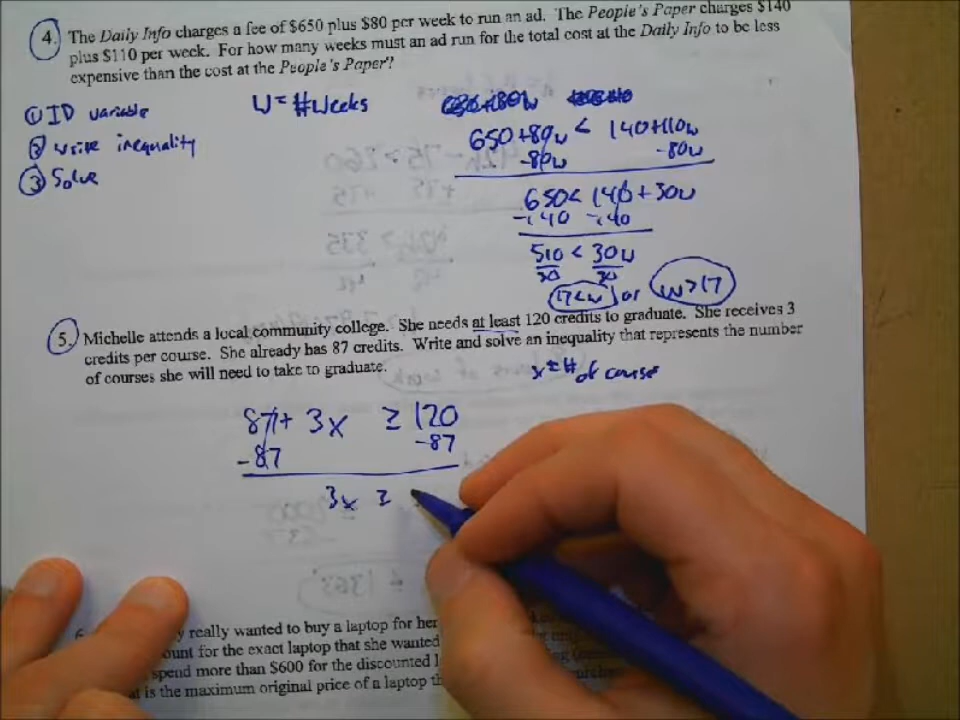 4. The Daily Info charges a fee of $650 plus $80 per week to run an ad. The People's Paper charges $140
plus $110 per week. For how many weeks must an ad run for the total cost at the Daily Info to be less
expensive than the cost at the People's Paper?
① ID variable
② write inequality
③ Solve
W = # weeks
650+80w < 140+110w
-80w -80w
650 < 140 + 30w
-140 -140
510 < 30w
30 30
17 < w or w > 17
5. Michelle attends a local community college. She needs at least 120 credits to graduate. She receives 3
credits per course. She already has 87 credits. Write and solve an inequality that represents the number
of courses she will need to take to graduate.
x = # of courses
87 + 3x ≥ 120
-87 -87
3x ≥
really wanted to buy a laptop for her
ount for the exact laptop that she wanted
spend more than $600 for the discounted l
at is the maximum original price of a laptop th